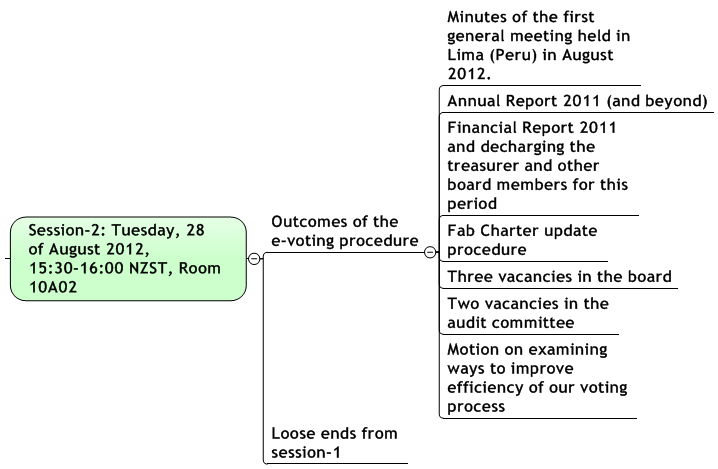 Session-2: Tuesday, 28
of August 2012,
15:30-16:00 NZST, Room
10A02
Outcomes of the
e-voting procedure
Minutes of the first
general meeting held in
Lima (Peru) in August
2012.
Annual Report 2011 (and beyond)
Financial Report 2011
and decharging the
treasurer and other
board members for this
period
Fab Charter update
procedure
Three vacancies in the board
Two vacancies in the
audit committee
Motion on examining
ways to improve
efficiency of our voting
process
Loose ends from
session-1